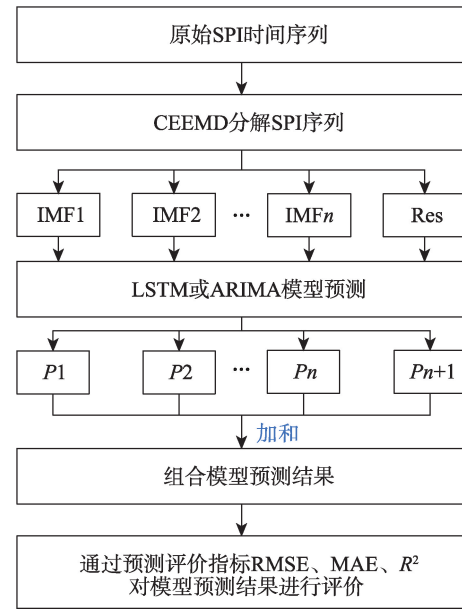 原始SPI时间序列
CEEMD分解SPI序列
IMF1 IMF2 ... IMFn Res
LSTM或ARIMA模型预测
P1 P2 ... Pn Pn+1
加和
组合模型预测结果
通过预测评价指标RMSE、MAE、R²
对模型预测结果进行评价